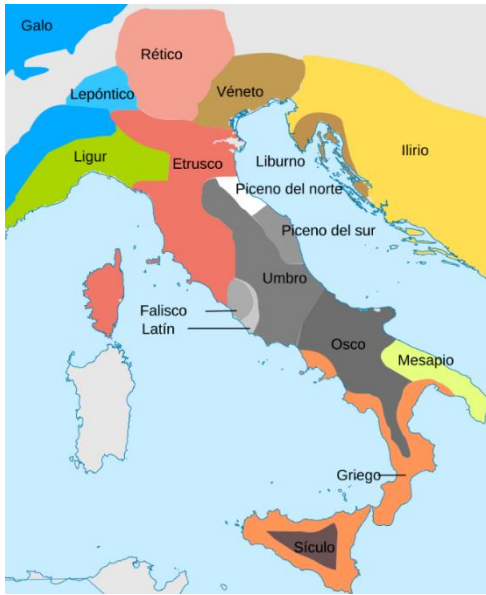 Galo
Rético
Lepóntico
Véneto
Ilirio
Ligur
Etrusco
Liburno
Piceno del norte
Piceno del sur
Umbro
Falisco
Latín
Osco
Mesapio
Griego
Sículo